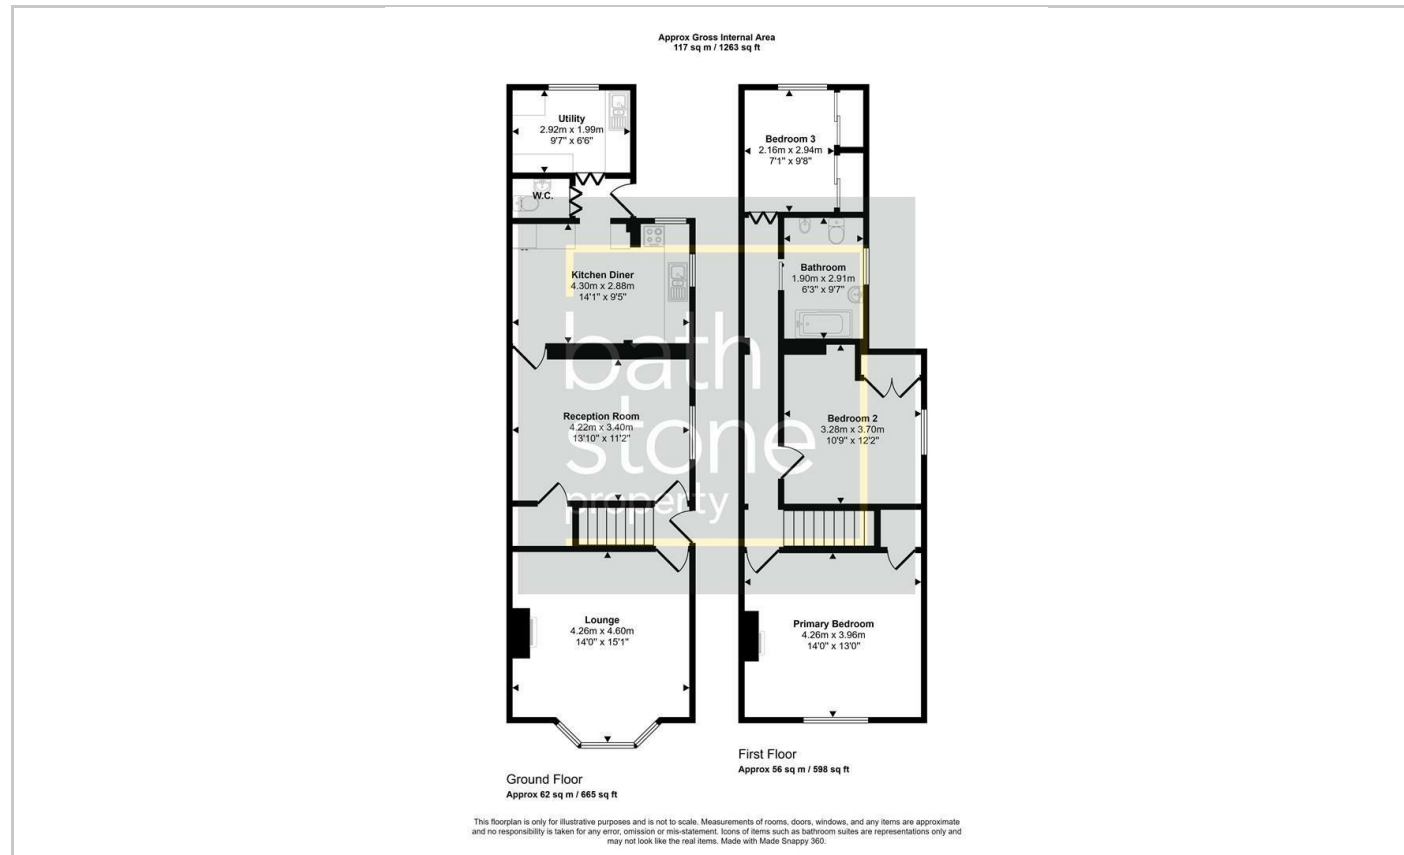 Approx Gross Internal Area
117 sq m / 1263 sq ft
Utility
2.92m x 1.99m
9'7" x 6'6"
W.C.
Kitchen Diner
4.30m x 2.88m
14'1" x 9'5"
Reception Room
4.22m x 3.40m
13'10" x 11'2"
Lounge
4.26m x 4.60m
14'0" x 15'1"
Ground Floor
Approx 62 sq m / 665 sq ft
Bedroom 3
2.16m x 2.94m
7'1" x 9'8"
Bathroom
1.90m x 2.91m
6'3" x 9'7"
Bedroom 2
3.28m x 3.70m
10'9" x 12'2"
Primary Bedroom
4.26m x 3.96m
14'0" x 13'0"
First Floor
Approx 56 sq m / 598 sq ft
bath
stone
property
This floorplan is only for illustrative purposes and is not to scale. Measurements of rooms, doors, windows, and any items are approximate
and no responsibility is taken for any error, omission or mis-statement. Icons of items such as bathroom suites are representations only and
may not look like the real items. Made with Made Snappy 360.